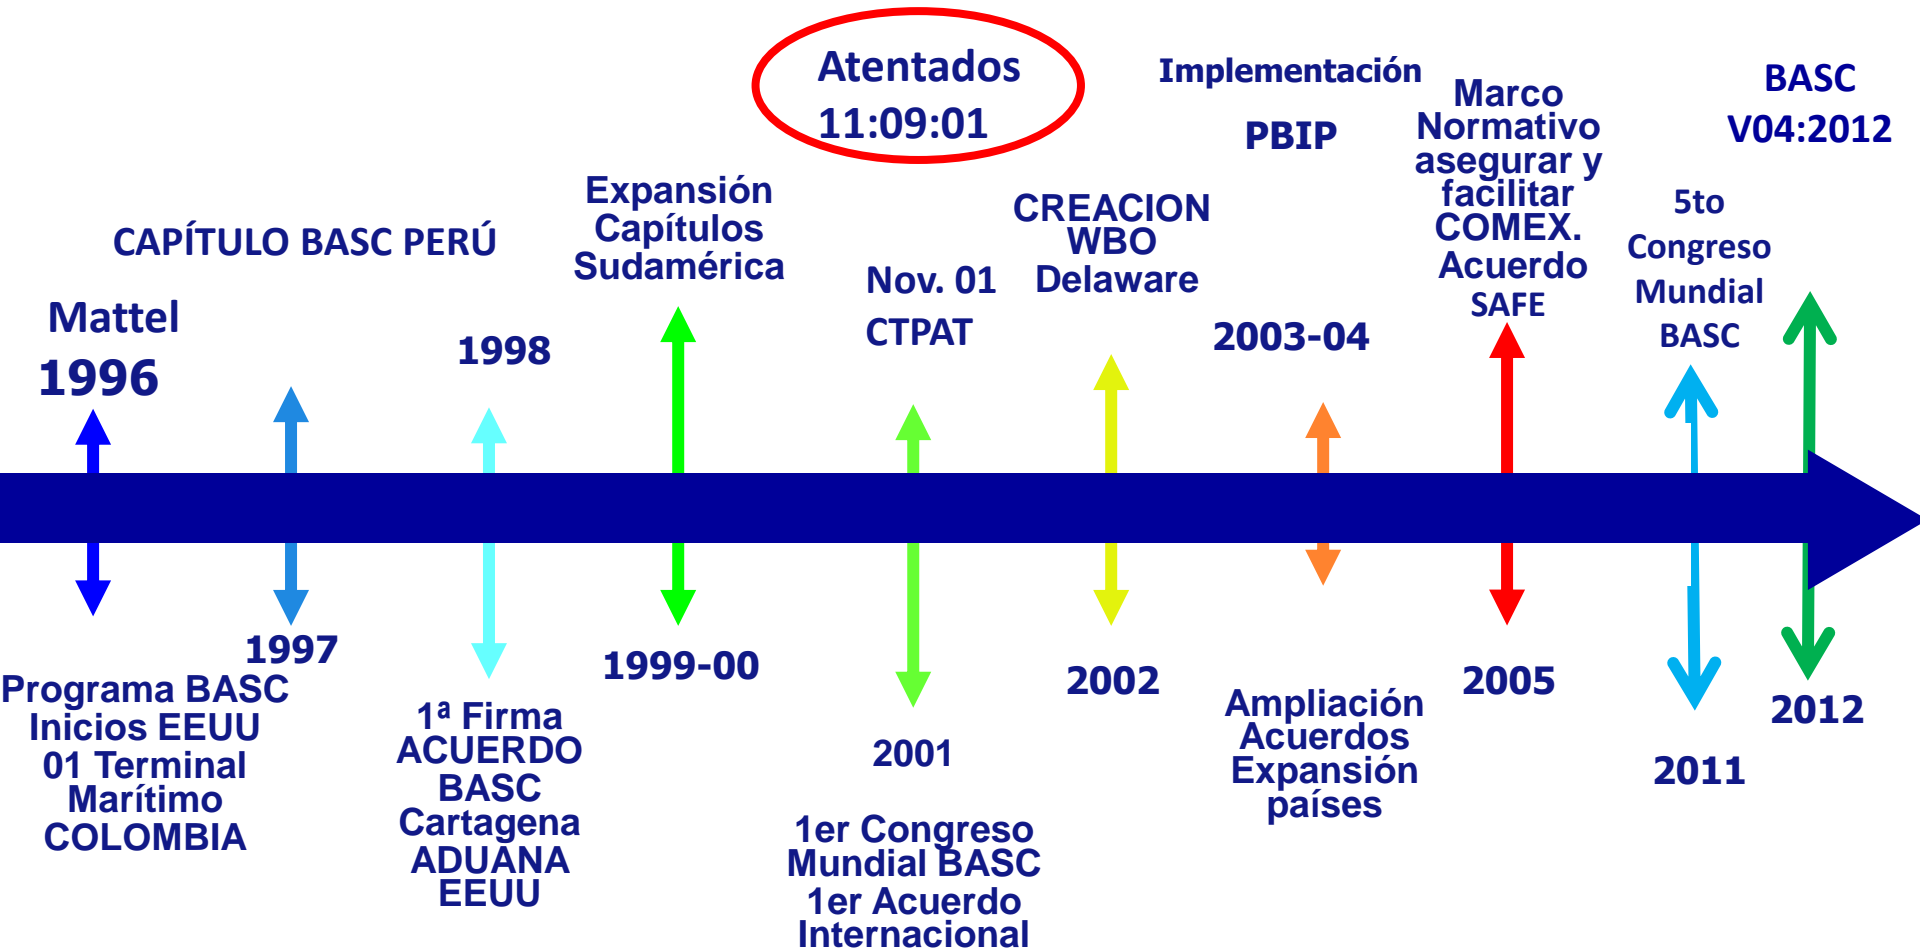 Mattel
1996
Programa BASC
Inicios EEUU
01 Terminal
Marítimo
COLOMBIA
CAPÍTULO BASC PERÚ
1997
1998
1ª Firma
ACUERDO
BASC
Cartagena
ADUANA
EEUU
Expansión
Capítulos
Sudamérica
1999-00
Atentados
11:09:01
Nov. 01
CTPAT
2001
1er Congreso
Mundial BASC
1er Acuerdo
Internacional
CREACION
WBO
Delaware
2002
Implementación
PBIP
2003-04
Ampliación
Acuerdos
Expansión
países
Marco
Normativo
asegurar y
facilitar
COMEX.
Acuerdo
SAFE
2005
5to
Congreso
Mundial
BASC
2011
BASC
V04:2012
2012